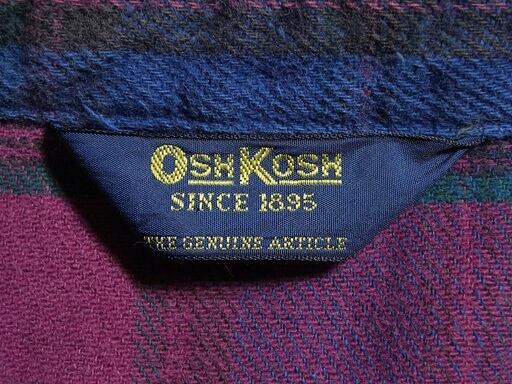 OSHKOSH
SINCE 1895
THE GENUINE ARTICLE